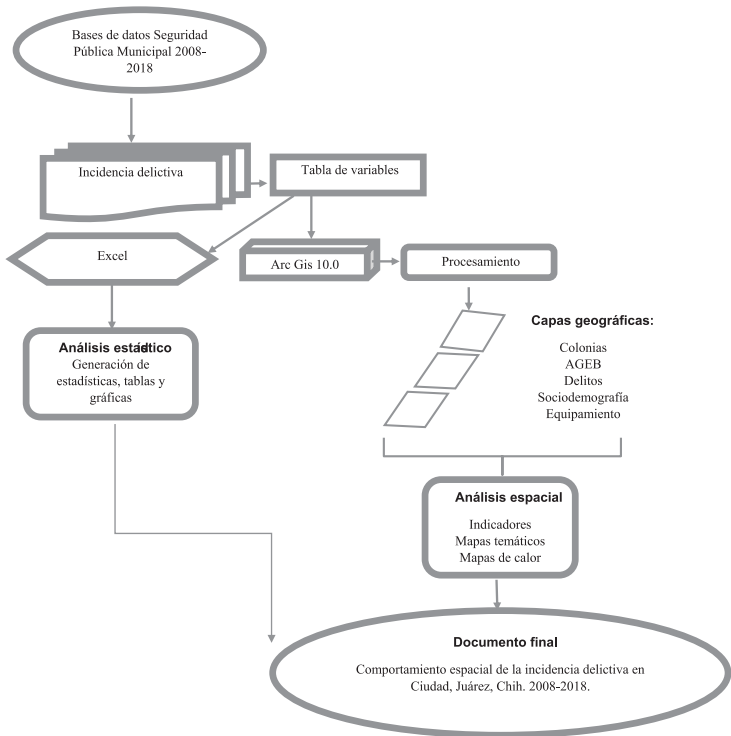 Bases de datos Seguridad
Pública Municipal 2008-
2018
Incidencia delictiva
Tabla de variables
Excel
Arc Gis 10.0
Procesamiento
Análisis estadístico
Generación de
estadísticas, tablas y
gráficas
Capas geográficas:
Colonias
AGEB
Delitos
Sociodemografía
Equipamiento
Análisis espacial
Indicadores
Mapas temáticos
Mapas de calor
Documento final
Comportamiento espacial de la incidencia delictiva en
Ciudad, Juárez, Chih. 2008-2018.